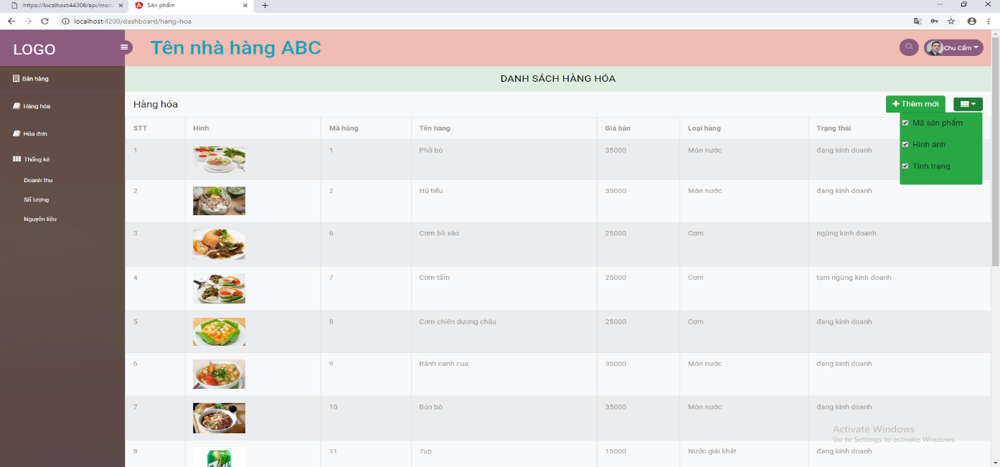 https://localhost:44306/api/mon
Sản phẩm
localhost:4200/dashboard/hang-hoa
LOGO
Tên nhà hàng ABC
Chu Cẩm
Bán hàng
Hàng hóa
Hóa đơn
Thống kê
Doanh thu
Số lượng
Nguyên liệu
DANH SÁCH HÀNG HÓA
Hàng hóa
Thêm mới
Mã sản phẩm
Hình ảnh
Tình trạng
STT Hình Mã hàng Tên hàng Giá bán Loại hàng Trạng thái
1 1 Phở bò 35000 Món nước đang kinh doanh
2 2 Hủ tiếu 35000 Món nước đang kinh doanh
3 6 Cơm bò xào 25000 Cơm ngừng kinh doanh
4 7 Cơm tấm 25000 Cơm tạm ngừng kinh doanh
5 8 Cơm chiên dương châu 25000 Cơm đang kinh doanh
6 9 Bánh canh cua 35000 Món nước đang kinh doanh
7 10 Bún bò 35000 Món nước đang kinh doanh
8 11 7up 15000 Nước giải khát đang kinh doanh
Activate Windows
Go to Settings to activate Windows.